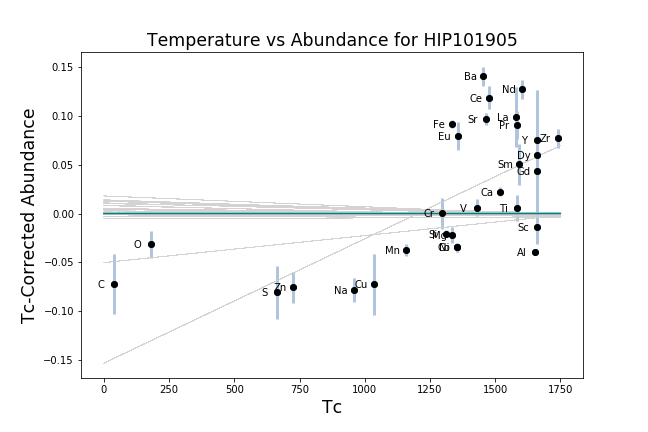 Temperature vs Abundance for HIP101905
Tc-Corrected Abundance
0.15
0.10
0.05
0.00
−0.05
−0.10
−0.15
Ba
Nd
Ce
Fe
Sr
La
Pr
Eu
Y
Zr
Dy
Sm
Gd
Ca
Cr
V
Ti
Sc
Mg
O
Mn
Al
C
S
Zn
Na
Cu
0
250
500
750
1000
1250
1500
1750
Tc